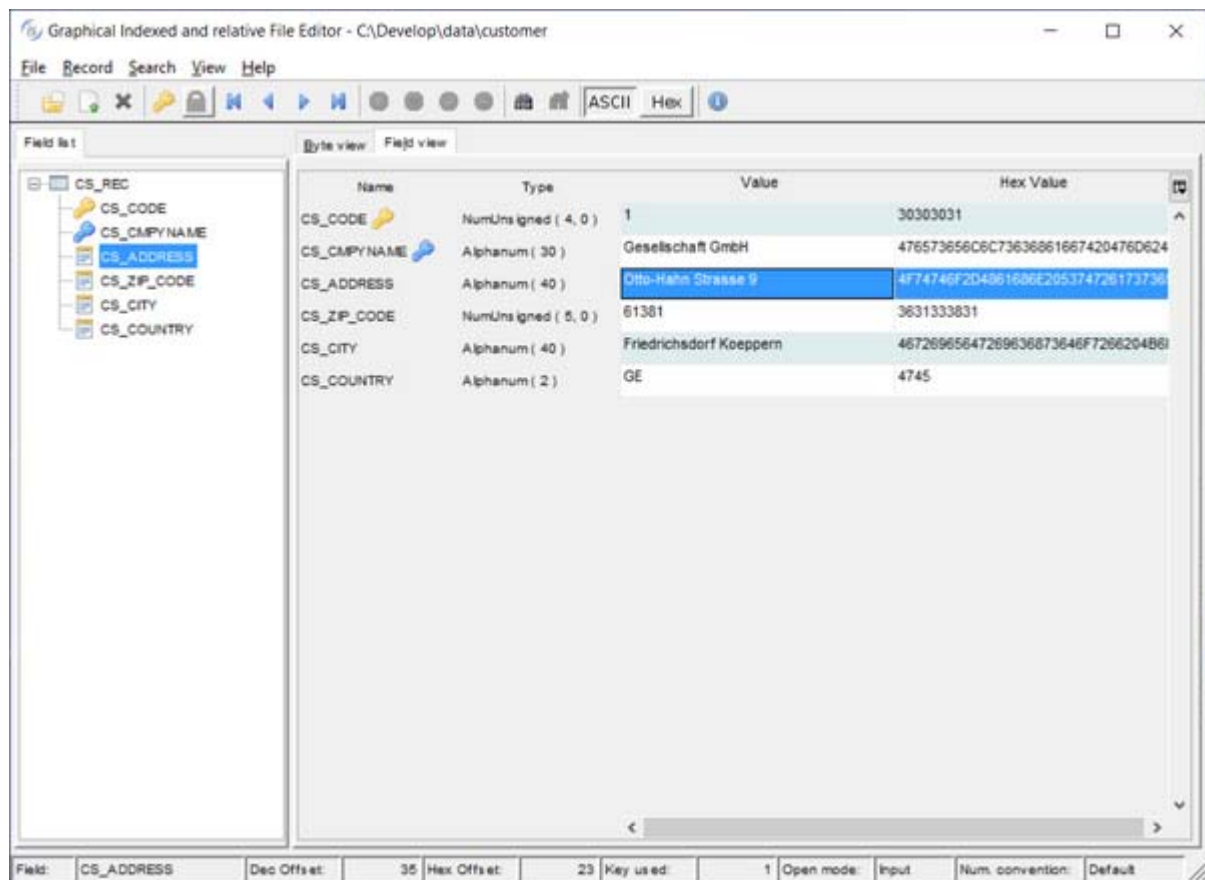 Graphical Indexed and relative File Editor - C:\Develop\data\customer
File Record Search View Help
ASCII Hex
Field list
Byte view Field view
CS_REC
CS_CODE
CS_CMPYNAME
CS_ADDRESS
CS_ZIP_CODE
CS_CITY
CS_COUNTRY
Name Type Value Hex Value
CS_CODE NumUnsigned ( 4, 0 ) 1 30303031
CS_CMPYNAME Alphanum ( 30 ) Gesellschaft GmbH 476573656C6C73636861667420476D624
CS_ADDRESS Alphanum ( 40 ) Otto-Hahn Strasse 9
CS_ZIP_CODE NumUnsigned ( 5, 0 ) 61381 3631333831
CS_CITY Alphanum ( 40 ) Friedrichsdorf Koeppern
CS_COUNTRY Alphanum ( 2 ) GE 4745
Field: CS_ADDRESS Dec Offset: 35 Hex Offset: 23 Key used: 1 Open mode: Input Num. convention: Default